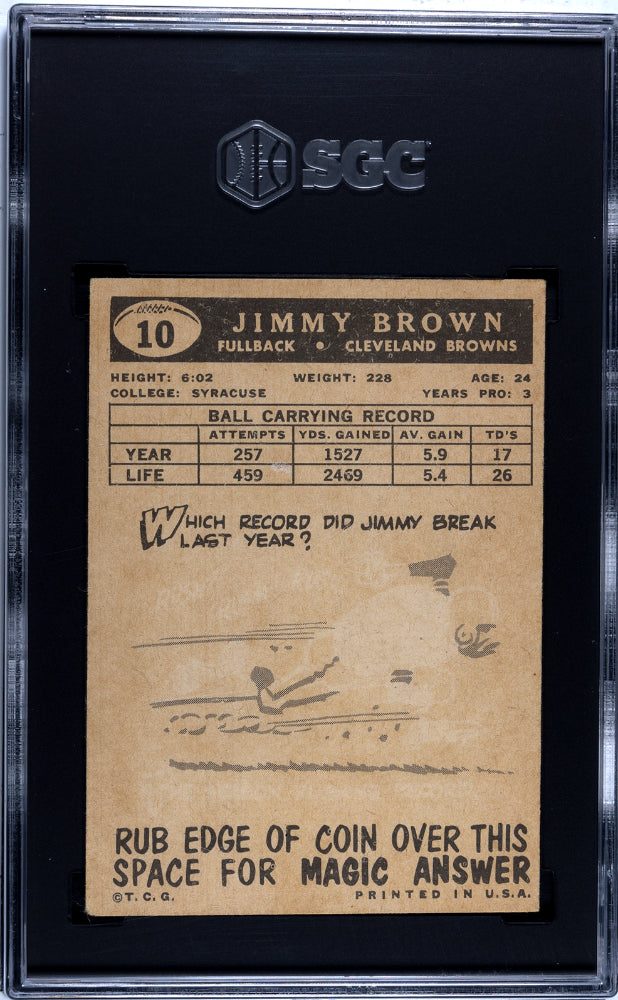 SGC
10
JIMMY BROWN
FULLBACK • CLEVELAND BROWNS
HEIGHT: 6:02 WEIGHT: 228 AGE: 24
COLLEGE: SYRACUSE YEARS PRO: 3
BALL CARRYING RECORD
ATTEMPTS YDS. GAINED AV. GAIN TD'S
YEAR 257 1527 5.9 17
LIFE 459 2469 5.4 26
WHICH RECORD DID JIMMY BREAK
LAST YEAR?
RUB EDGE OF COIN OVER THIS
SPACE FOR MAGIC ANSWER
©T.C.G. PRINTED IN U.S.A.